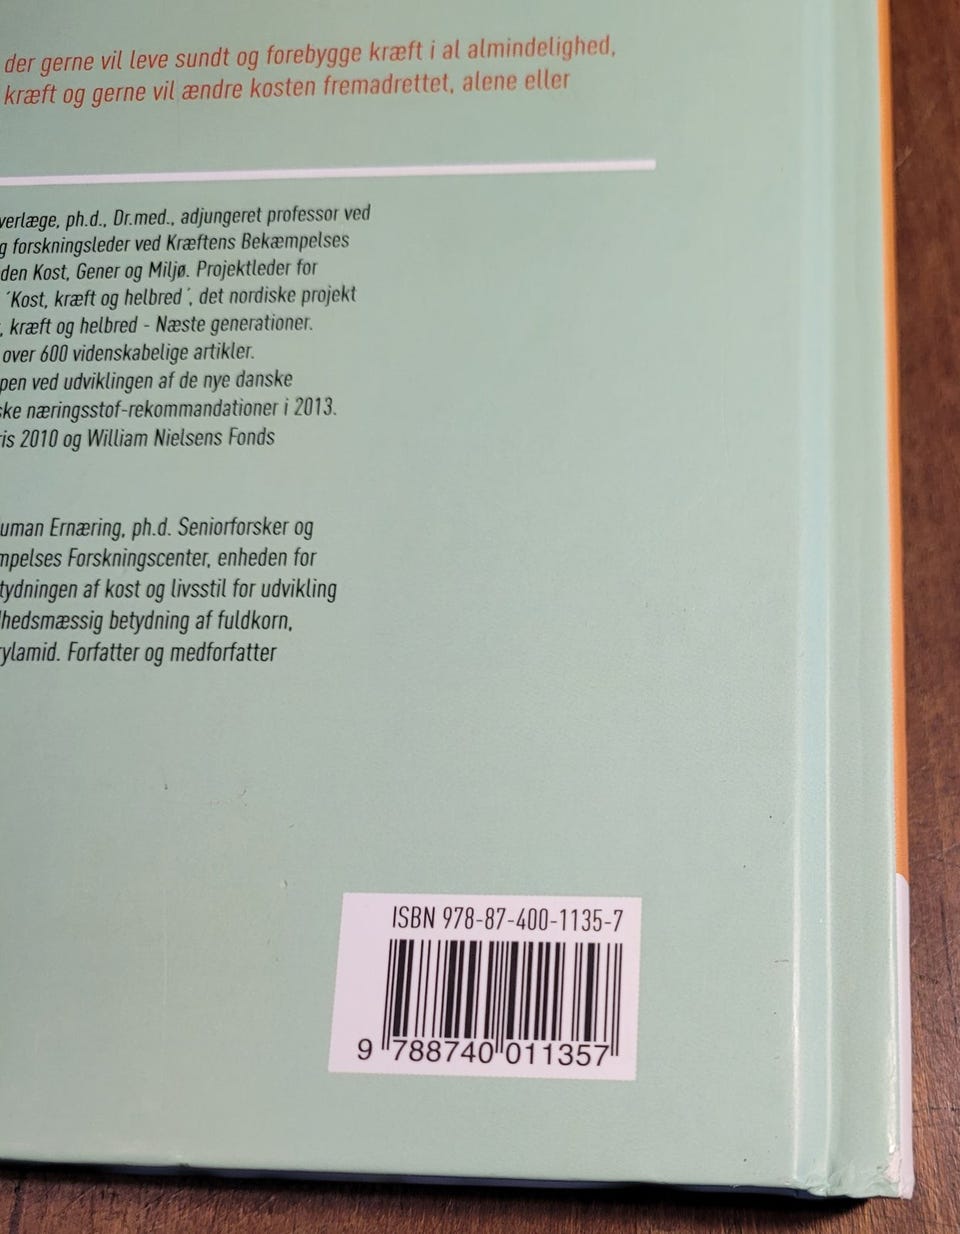 der gerne vil leve sundt og forebygge kræft i al almindelighed,
kræft og gerne vil ændre kosten fremadrettet, alene eller
verlæge, ph.d., Dr.med., adjungeret professor ved
g forskningsleder ved Kræftens Bekæmpelses
den Kost, Gener og Miljø. Projektleder for
´Kost, kræft og helbred´, det nordiske projekt
, kræft og helbred - Næste generationer.
over 600 videnskabelige artikler.
pen ved udviklingen af de nye danske
ske næringsstof-rekommandationer i 2013.
ris 2010 og William Nielsens Fonds
uman Ernæring, ph.d. Seniorforsker og
mpelses Forskningscenter, enheden for
tydningen af kost og livsstil for udvikling
hedsmæssig betydning af fuldkorn,
rylamid. Forfatter og medforfatter
ISBN 978-87-400-1135-7
9 788740 011357